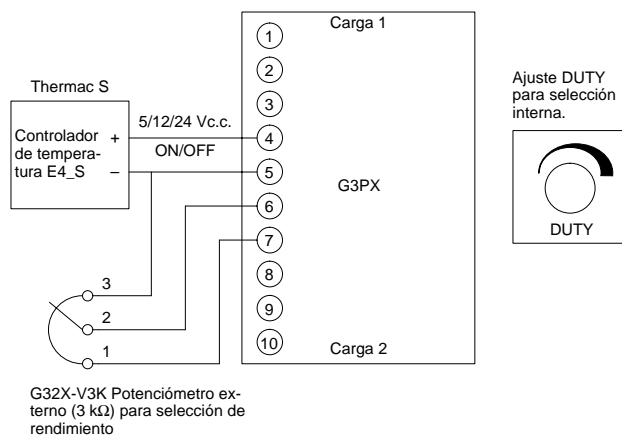 Carga 1
1
2
3
4
5
6
7
8
9
10
G3PX
Carga 2
Thermac S
Controlador
de tempera-
tura E4_S
+
−
5/12/24 Vc.c.
ON/OFF
3
2
1
G32X-V3K Potenciómetro ex-
terno (3 kΩ) para selección de
rendimiento
Ajuste DUTY
para selección
interna.
DUTY